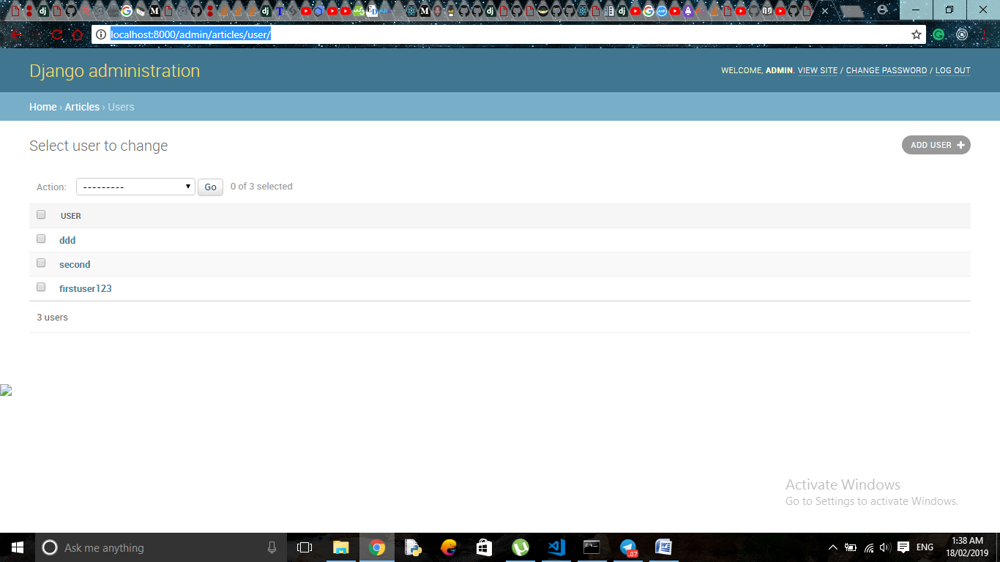 localhost:8000/admin/articles/user/
Django administration
WELCOME, ADMIN. VIEW SITE / CHANGE PASSWORD / LOG OUT
Home › Articles › Users
Select user to change
ADD USER +
Action: --------- Go 0 of 3 selected
USER
ddd
second
firstuser123
3 users
Activate Windows
Go to Settings to activate Windows.
Ask me anything
.07
ENG
1:38 AM
18/02/2019